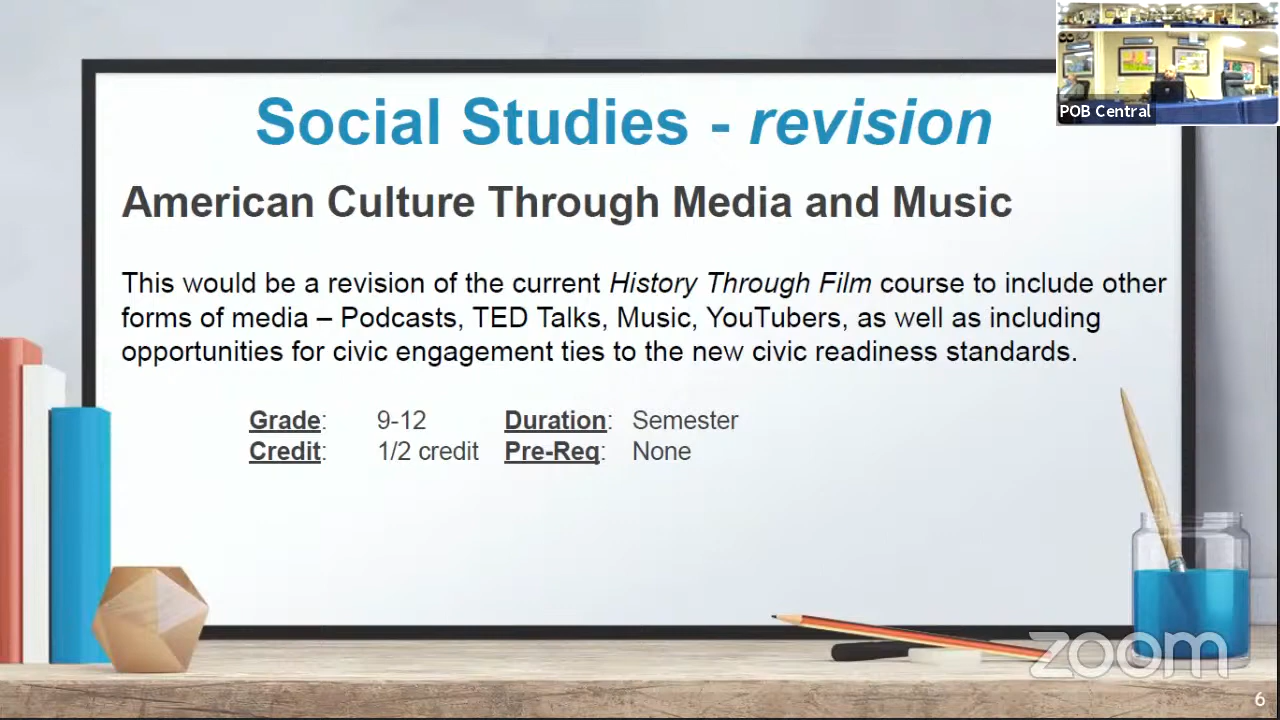 Social Studies - revision
POB Central
American Culture Through Media and Music
This would be a revision of the current History Through Film course to include other
forms of media – Podcasts, TED Talks, Music, YouTubers, as well as including
opportunities for civic engagement ties to the new civic readiness standards.
Grade: 9-12 Duration: Semester
Credit: 1/2 credit Pre-Req: None
zoom
6